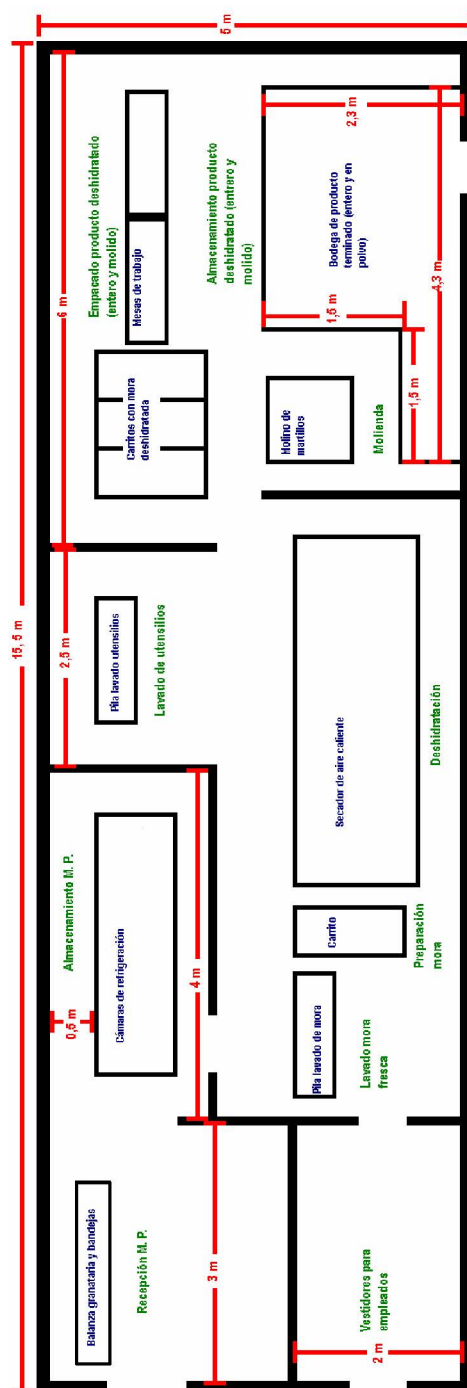 15, 5 m
5 m
6 m
2,5 m
0,5 m
Almacenamiento M. P.
Balanza granataria y bandejas
Cámaras de refrigeración
Pila lavado utensilios
Empacado producto deshidratado
(entero y molido)
Carritos con mora
deshidratada
Mesas de trabajo
Recepción M. P.
Lavado de utensilios
4 m
3 m
Almacenamiento producto
deshidratado (entrero y
molido)
Pila lavado de mora
Carrito
Secador de aire caliente
Holino de
martillos
1,5 m
2,3 m
Bodega de producto
terminado (entero y en
polvo)
Vestidores para
empleados
2 m
Lavado mora
fresca
Preparación
mora
Deshidratación
Molienda
1,5 m
4,3 m